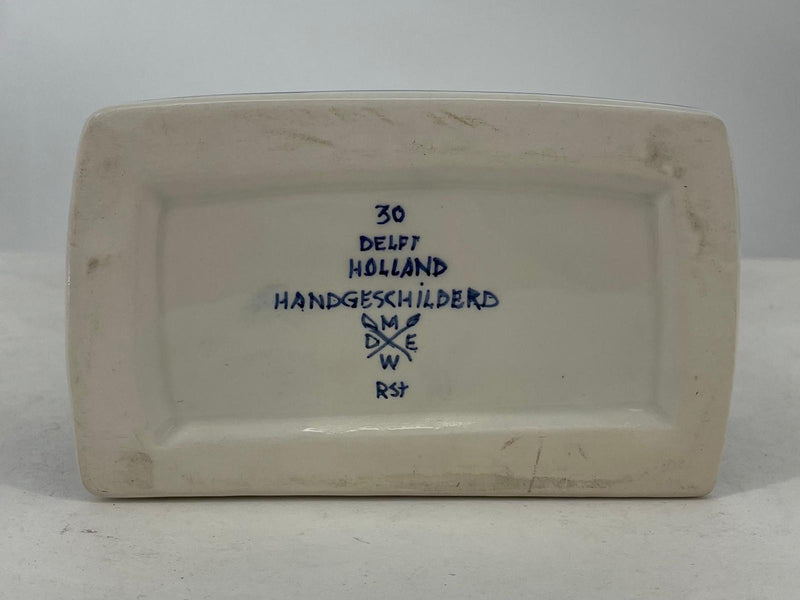 30
DELFT
HOLLAND
HANDGESCHILDERD
M
D E
W
RSt